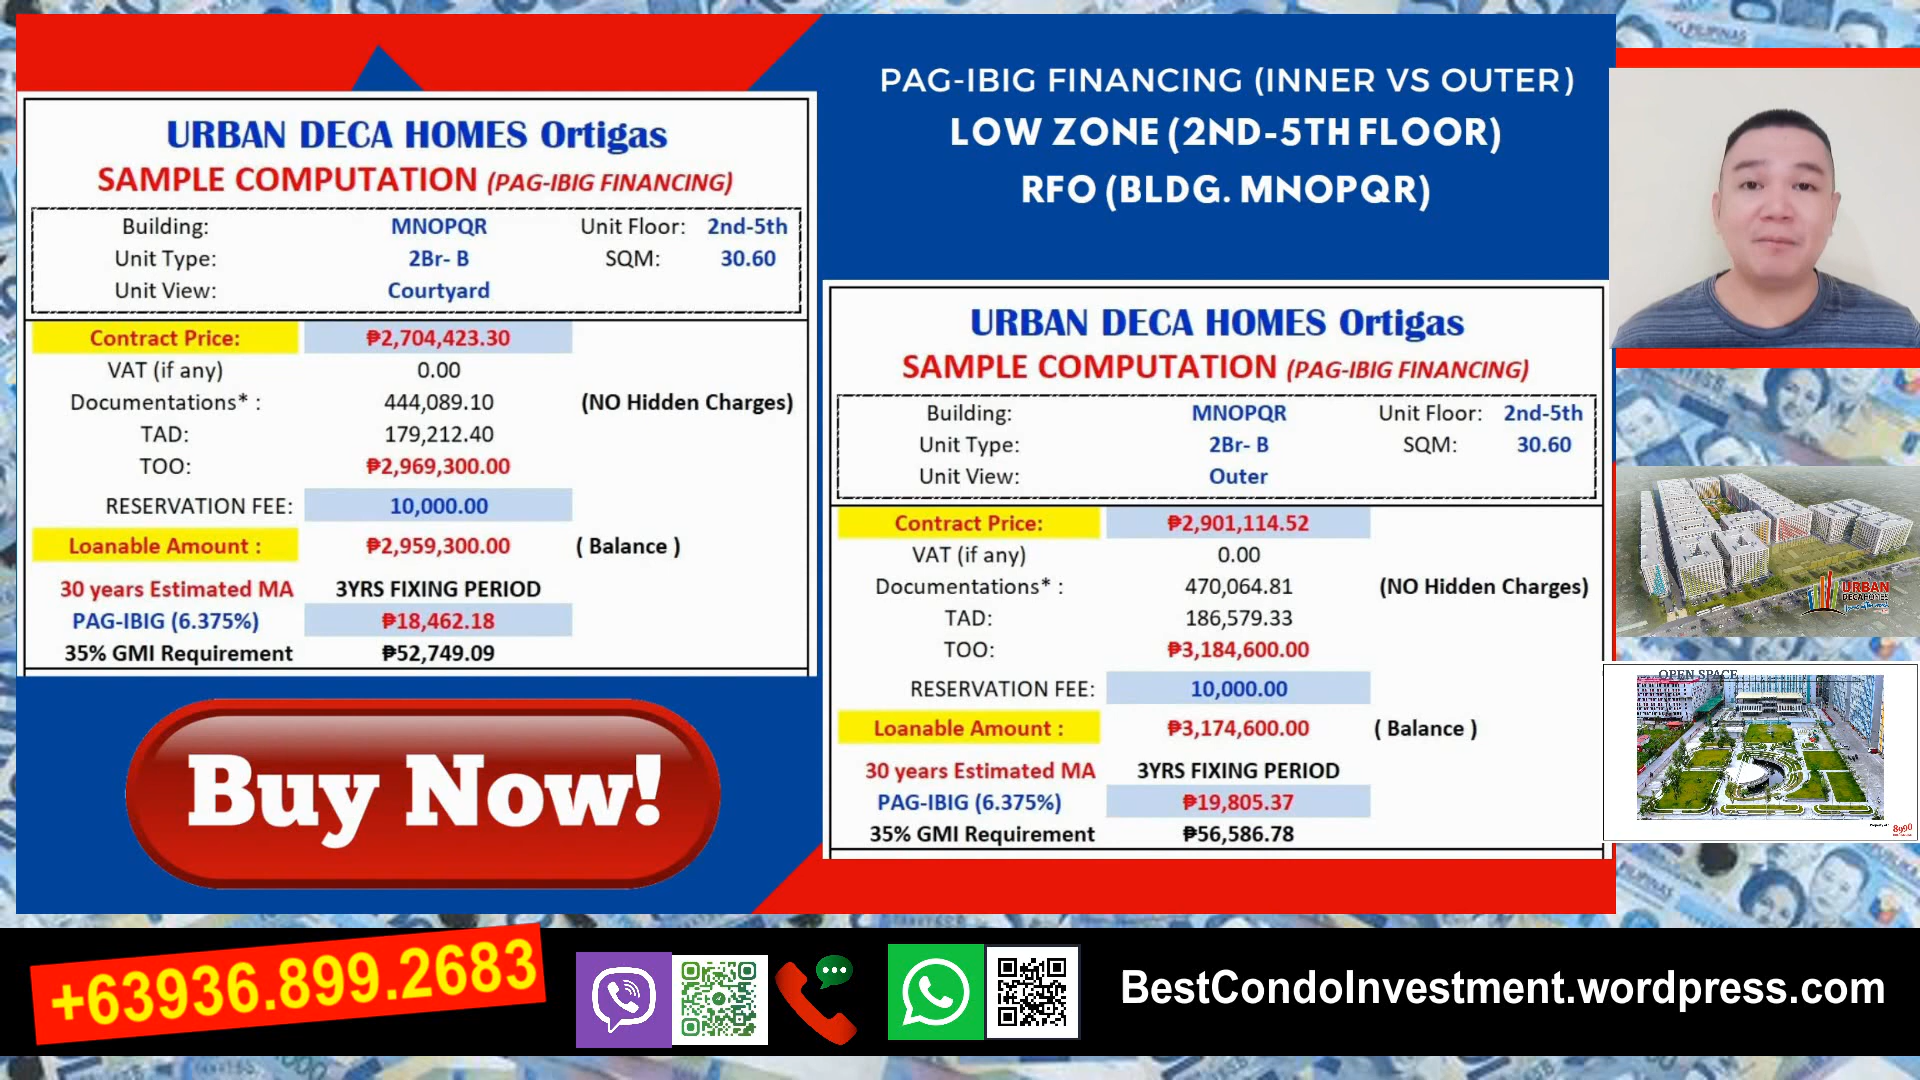 PAG-IBIG FINANCING (INNER VS OUTER)
LOW ZONE (2ND-5TH FLOOR)
RFO (BLDG. MNOPQR)
URBAN DECA HOMES Ortigas
SAMPLE COMPUTATION (PAG-IBIG FINANCING)
Building: MNOPQR Unit Floor: 2nd-5th
Unit Type: 2Br- B SQM: 30.60
Unit View: Courtyard
Contract Price: ₱2,704,423.30
VAT (if any) 0.00
Documentations* : 444,089.10 (NO Hidden Charges)
TAD: 179,212.40
TOO: ₱2,969,300.00
RESERVATION FEE: 10,000.00
Loanable Amount : ₱2,959,300.00 ( Balance )
30 years Estimated MA 3YRS FIXING PERIOD
PAG-IBIG (6.375%) ₱18,462.18
35% GMI Requirement ₱52,749.09
URBAN DECA HOMES Ortigas
SAMPLE COMPUTATION (PAG-IBIG FINANCING)
Building: MNOPQR Unit Floor: 2nd-5th
Unit Type: 2Br- B SQM: 30.60
Unit View: Outer
Contract Price: ₱2,901,114.52
VAT (if any) 0.00
Documentations* : 470,064.81 (NO Hidden Charges)
TAD: 186,579.33
TOO: ₱3,184,600.00
RESERVATION FEE: 10,000.00
Loanable Amount : ₱3,174,600.00 ( Balance )
30 years Estimated MA 3YRS FIXING PERIOD
PAG-IBIG (6.375%) ₱19,805.37
35% GMI Requirement ₱56,586.78
Buy Now!
URBAN
DECA HOMES
OPEN SPACE
8990
+63936.899.2683
BestCondoInvestment.wordpress.com
PILIPINAS